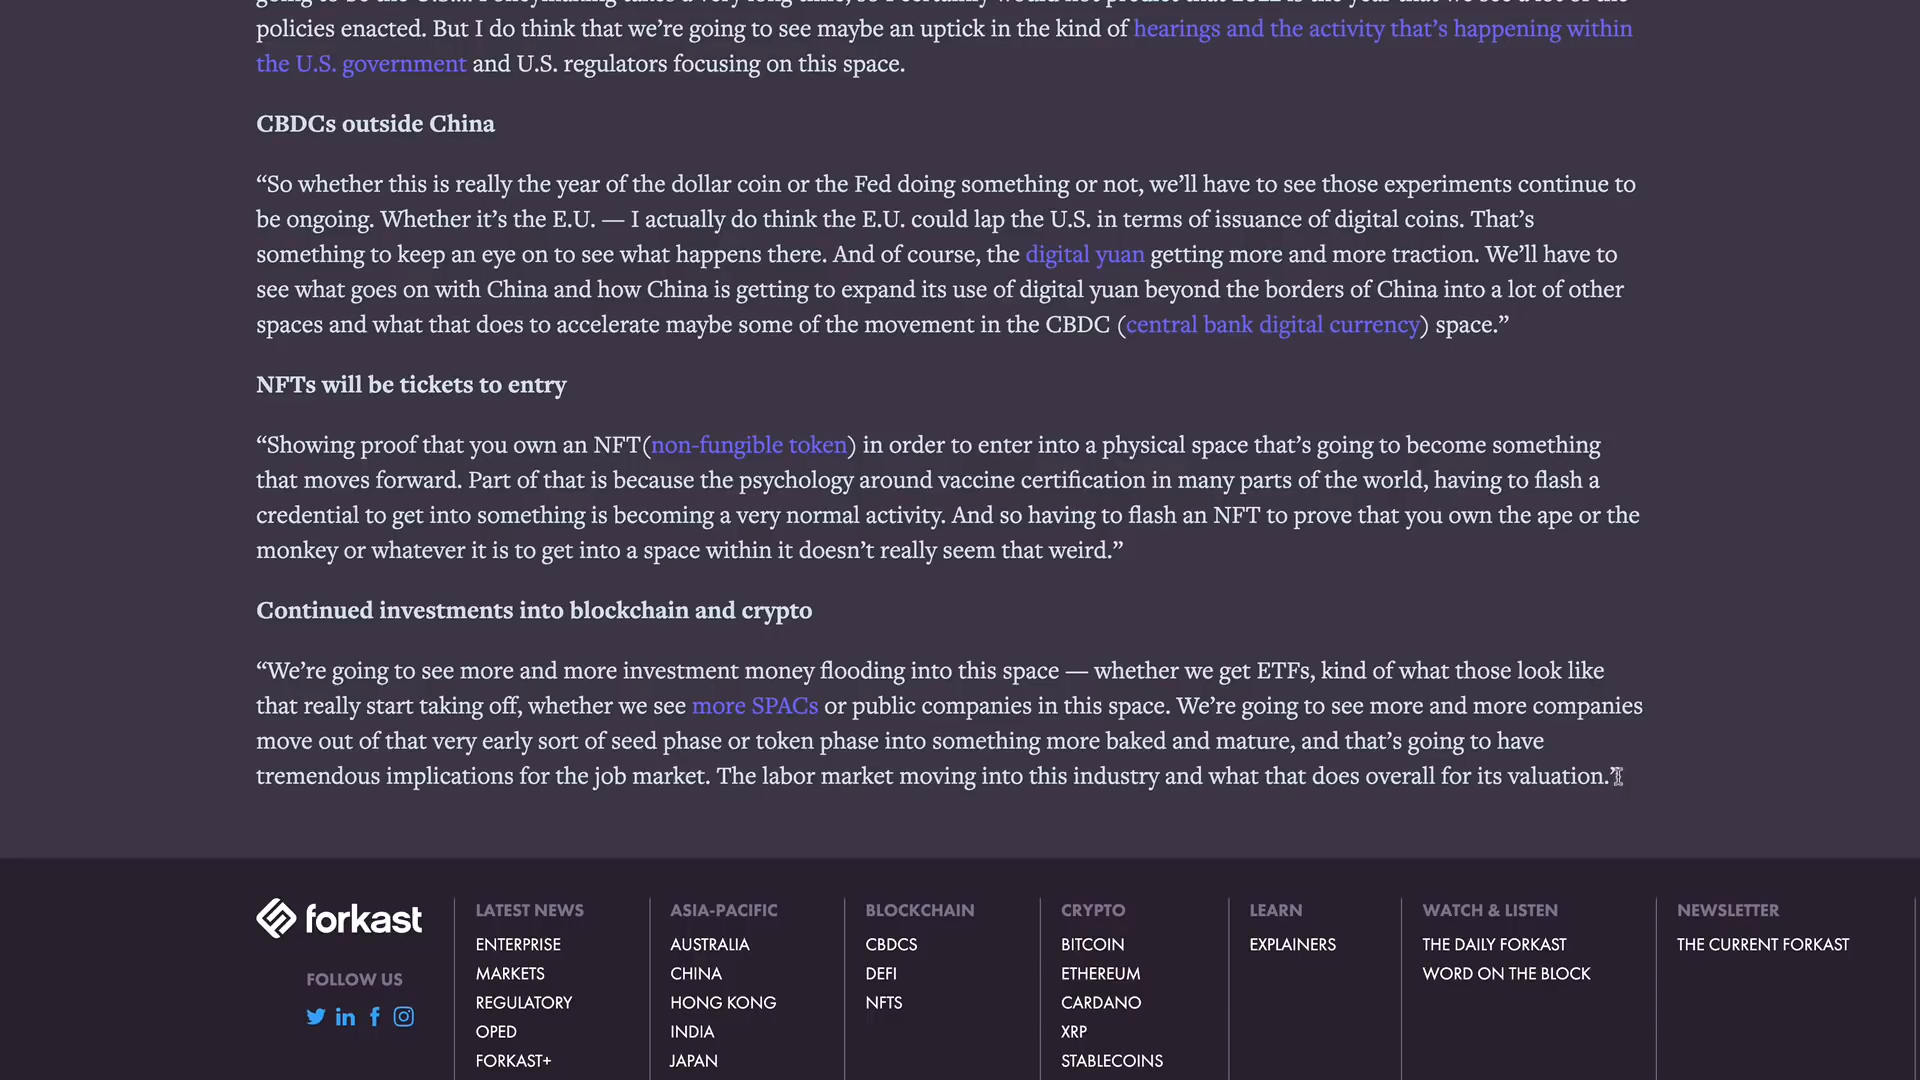 policies enacted. But I do think that we’re going to see maybe an uptick in the kind of hearings and the activity that’s happening within
the U.S. government and U.S. regulators focusing on this space.
CBDCs outside China
“So whether this is really the year of the dollar coin or the Fed doing something or not, we’ll have to see those experiments continue to
be ongoing. Whether it’s the E.U. — I actually do think the E.U. could lap the U.S. in terms of issuance of digital coins. That’s
something to keep an eye on to see what happens there. And of course, the digital yuan getting more and more traction. We’ll have to
see what goes on with China and how China is getting to expand its use of digital yuan beyond the borders of China into a lot of other
spaces and what that does to accelerate maybe some of the movement in the CBDC (central bank digital currency) space.”
NFTs will be tickets to entry
“Showing proof that you own an NFT(non-fungible token) in order to enter into a physical space that’s going to become something
that moves forward. Part of that is because the psychology around vaccine certification in many parts of the world, having to flash a
credential to get into something is becoming a very normal activity. And so having to flash an NFT to prove that you own the ape or the
monkey or whatever it is to get into a space within it doesn’t really seem that weird.”
Continued investments into blockchain and crypto
“We’re going to see more and more investment money flooding into this space — whether we get ETFs, kind of what those look like
that really start taking off, whether we see more SPACs or public companies in this space. We’re going to see more and more companies
move out of that very early sort of seed phase or token phase into something more baked and mature, and that’s going to have
tremendous implications for the job market. The labor market moving into this industry and what that does overall for its valuation.”
forkast
FOLLOW US
LATEST NEWS
ENTERPRISE
MARKETS
REGULATORY
OPED
FORKAST+
ASIA-PACIFIC
AUSTRALIA
CHINA
HONG KONG
INDIA
JAPAN
BLOCKCHAIN
CBDCS
DEFI
NFTS
CRYPTO
BITCOIN
ETHEREUM
CARDANO
XRP
STABLECOINS
LEARN
EXPLAINERS
WATCH & LISTEN
THE DAILY FORKAST
WORD ON THE BLOCK
NEWSLETTER
THE CURRENT FORKAST